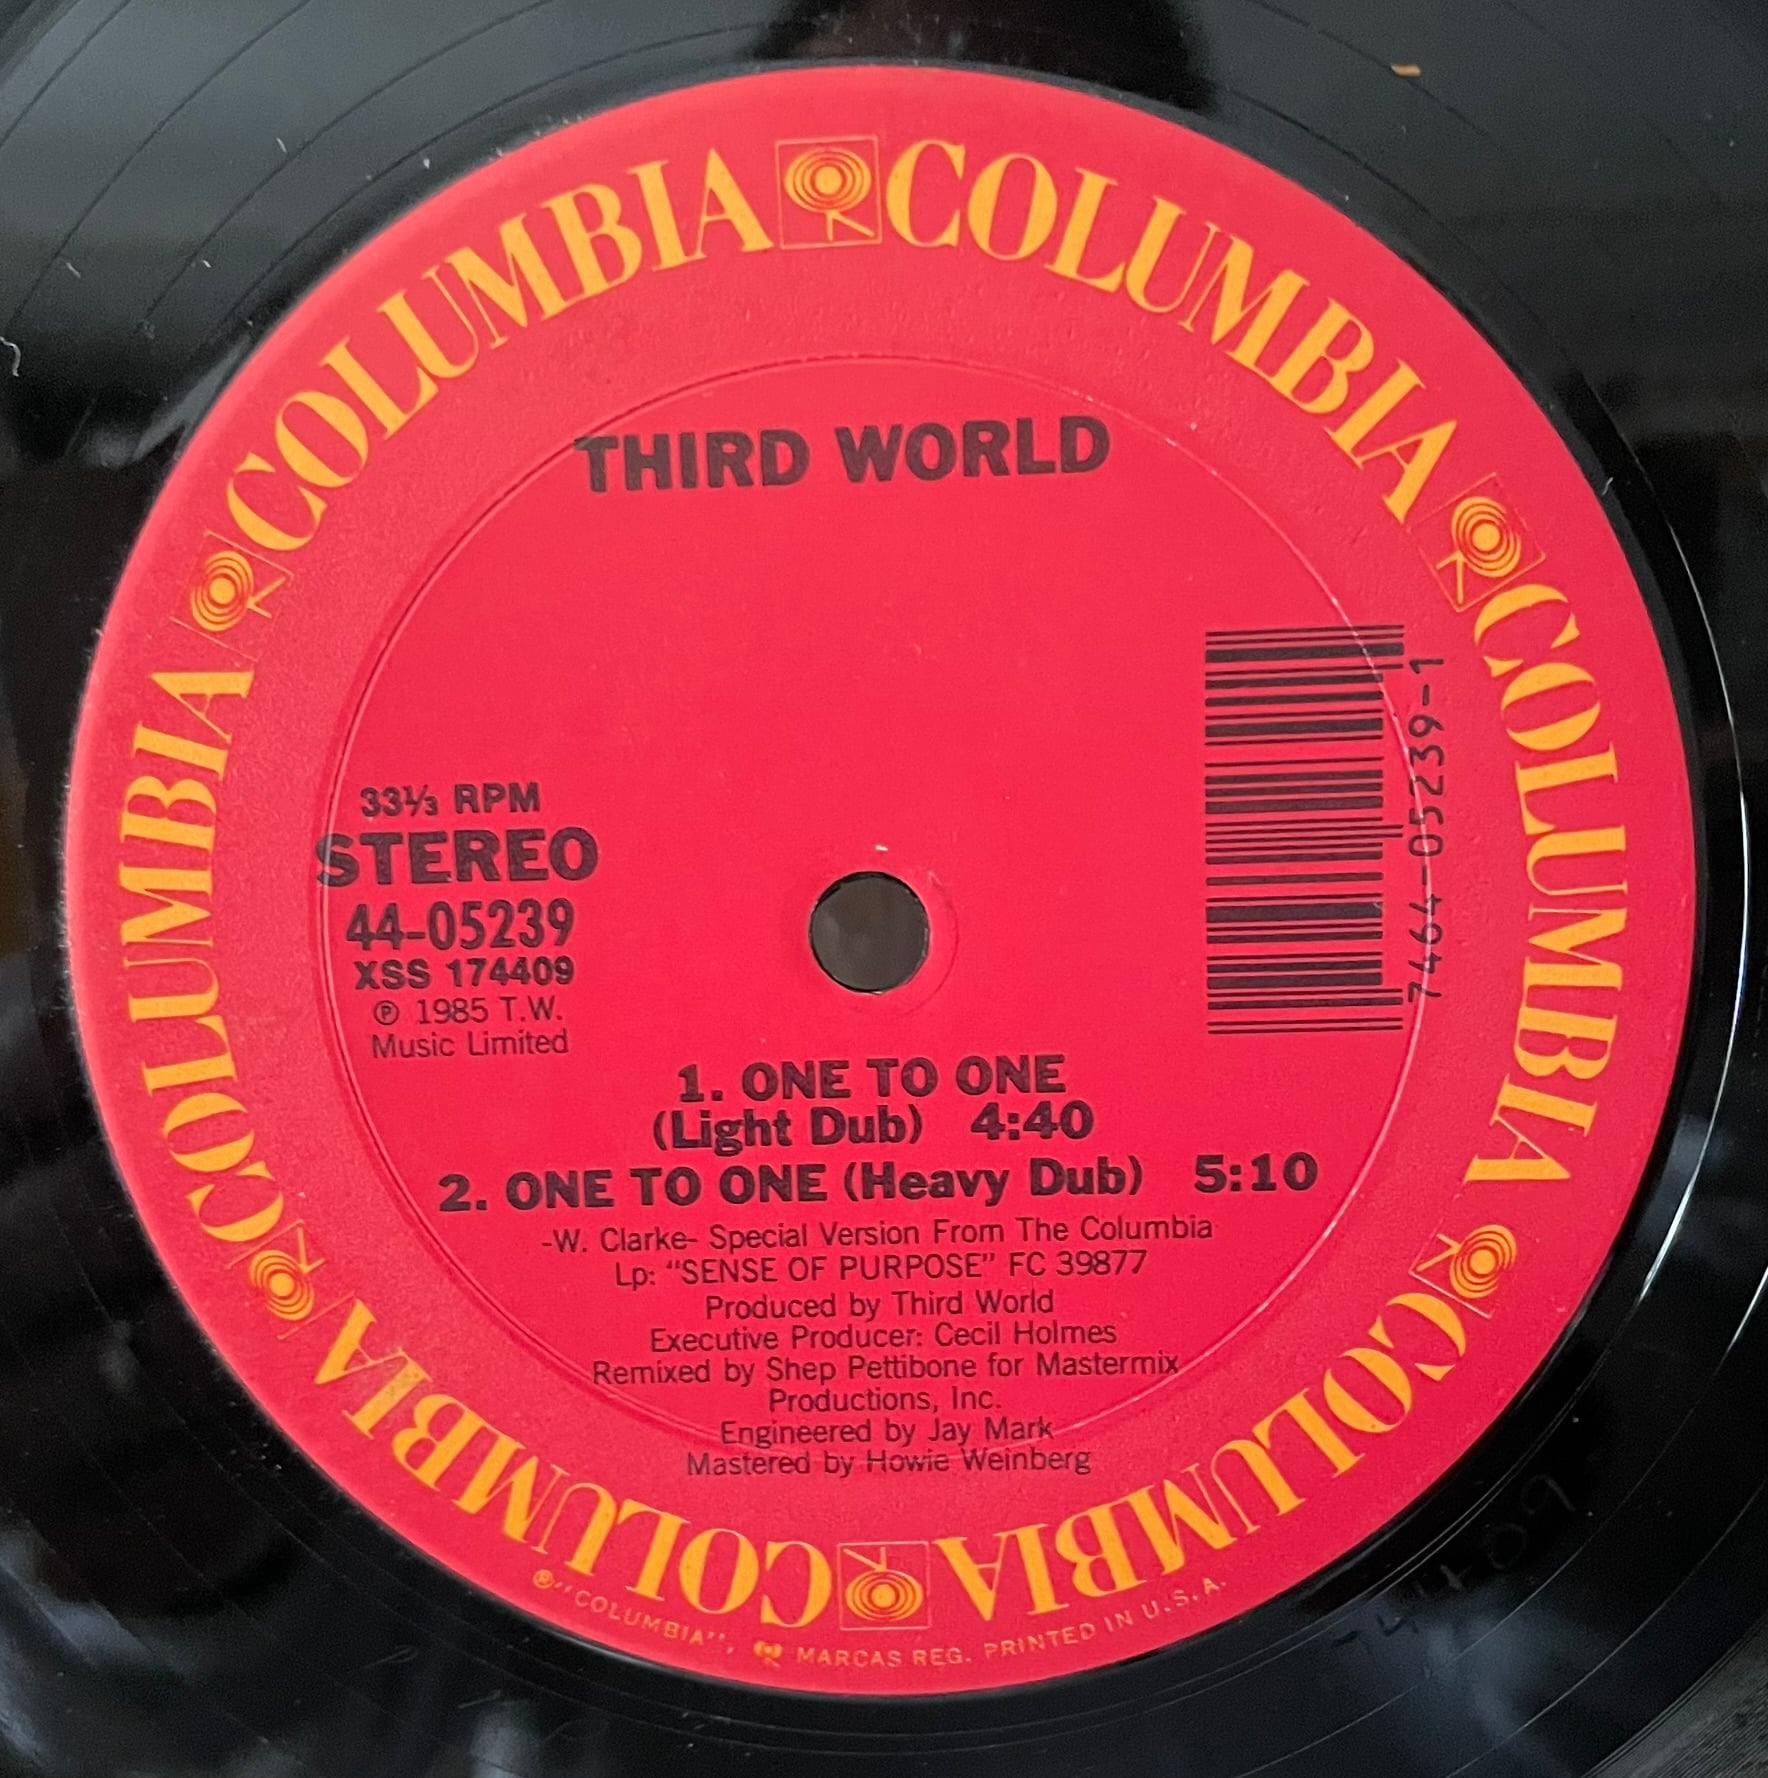 COLUMBIA COLUMBIA COLUMBIA COLUMBIA COLUMBIA COLUMBIA
THIRD WORLD
33⅓ RPM
STEREO
44-05239
XSS 174409
℗ 1985 T.W.
Music Limited
7464-05239-1
1. ONE TO ONE
(Light Dub) 4:40
2. ONE TO ONE (Heavy Dub) 5:10
-W. Clarke- Special Version From The Columbia
Lp: "SENSE OF PURPOSE" FC 39877
Produced by Third World
Executive Producer: Cecil Holmes
Remixed by Shep Pettibone for Mastermix
Productions, Inc.
Engineered by Jay Mark
Mastered by Howie Weinberg
®"COLUMBIA", MARCAS REG. PRINTED IN U.S.A.